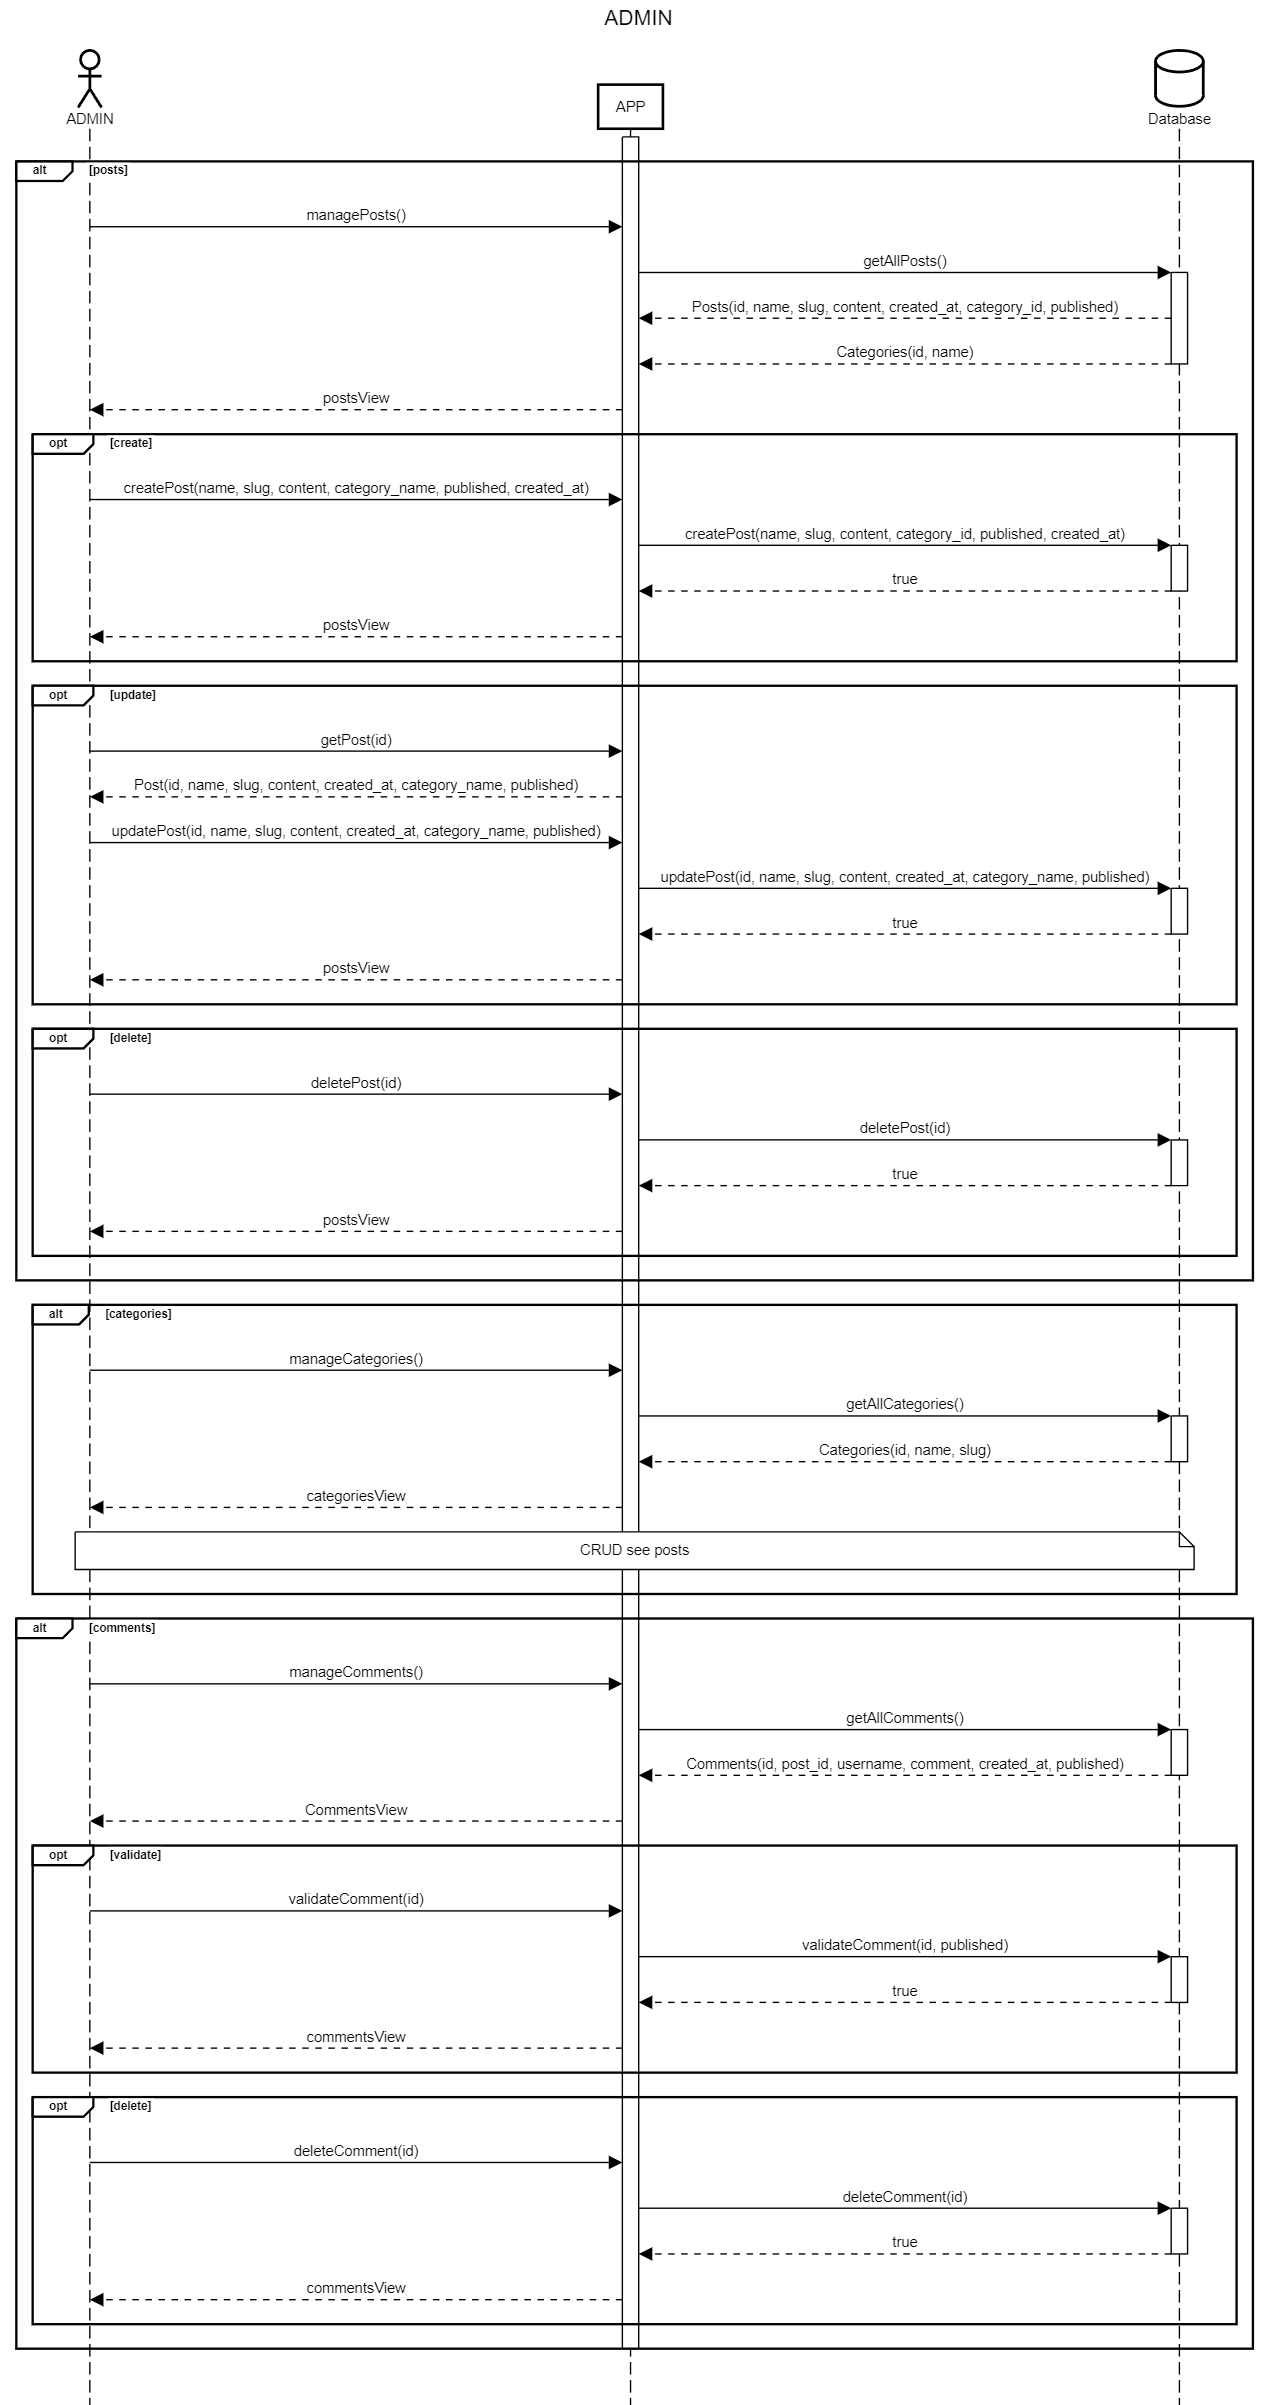 ADMIN
ADMIN
APP
Database
alt [posts]
managePosts()
getAllPosts()
Posts(id, name, slug, content, created_at, category_id, published)
Categories(id, name)
postsView
opt [create]
createPost(name, slug, content, category_name, published, created_at)
createPost(name, slug, content, category_id, published, created_at)
true
postsView
opt [update]
getPost(id)
Post(id, name, slug, content, created_at, category_name, published)
updatePost(id, name, slug, content, created_at, category_name, published)
updatePost(id, name, slug, content, created_at, category_name, published)
true
postsView
opt [delete]
deletePost(id)
deletePost(id)
true
postsView
alt [categories]
manageCategories()
getAllCategories()
Categories(id, name, slug)
categoriesView
CRUD see posts
alt [comments]
manageComments()
getAllComments()
Comments(id, post_id, username, comment, created_at, published)
CommentsView
opt [validate]
validateComment(id)
validateComment(id, published)
true
commentsView
opt [delete]
deleteComment(id)
deleteComment(id)
true
commentsView